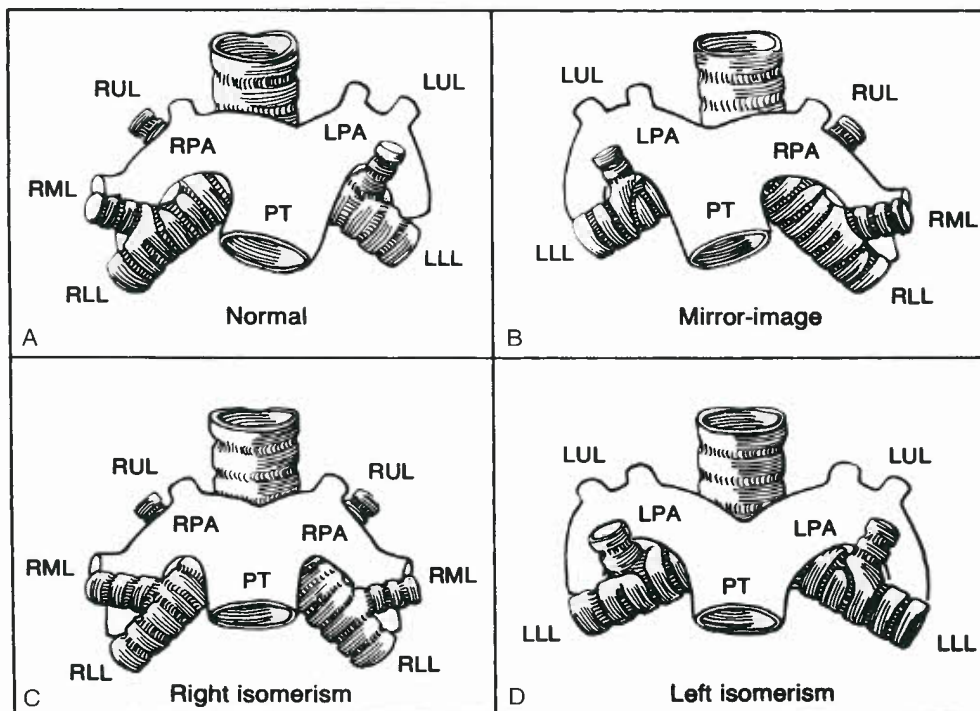 RUL
LUL
RPA
LPA
RML
PT
LLL
RLL
Normal
A
LUL
RUL
LPA
RPA
PT
RML
LLL
RLL
Mirror-image
B
RUL
RUL
RPA
RPA
RML
PT
RML
RLL
RLL
Right isomerism
C
LUL
LUL
LPA
LPA
PT
LLL
LLL
Left isomerism
D